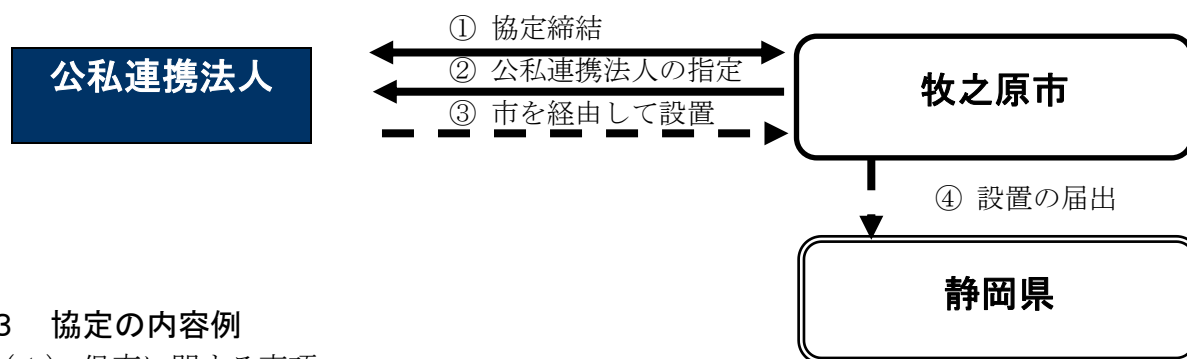 ① 協定締結
公私連携法人
② 公私連携法人の指定
牧之原市
③ 市を経由して設置
④ 設置の届出
静岡県
3 協定の内容例